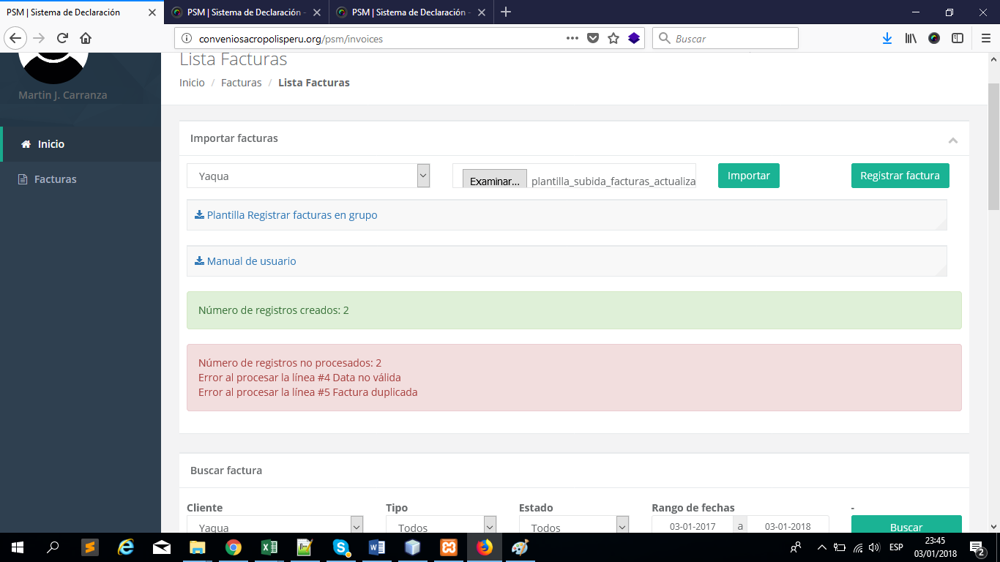 PSM | Sistema de Declaración
PSM | Sistema de Declaración -
PSM | Sistema de Declaración -
conveniosacropolisperu.org/psm/invoices
Buscar
Martin J. Carranza
Inicio
Facturas
Lista Facturas
Inicio / Facturas / Lista Facturas
Importar facturas
Yaqua
Examinar... plantilla_subida_facturas_actualiza
Importar
Registrar factura
Plantilla Registrar facturas en grupo
Manual de usuario
Número de registros creados: 2
Número de registros no procesados: 2
Error al procesar la línea #4 Data no válida
Error al procesar la línea #5 Factura duplicada
Buscar factura
Cliente Tipo Estado Rango de fechas -
Yaqua Todos Todos 03-01-2017 a 03-01-2018 Buscar
ESP
23:45
03/01/2018
2